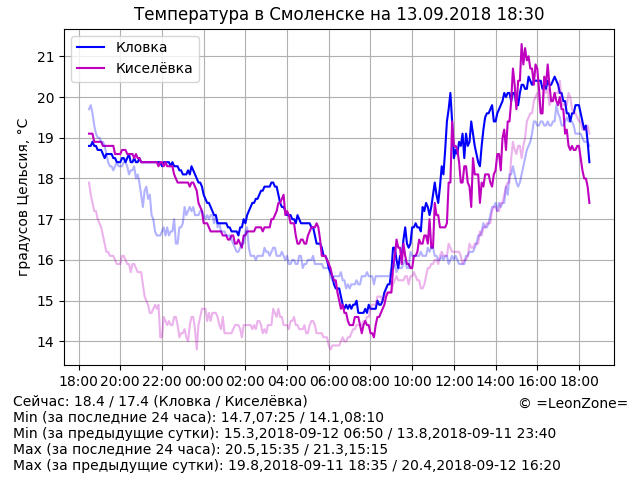 Температура в Смоленске на 13.09.2018 18:30
градусов Цельсия, °C
Кловка
Киселёвка
21
20
19
18
17
16
15
14
18:00 20:00 22:00 00:00 02:00 04:00 06:00 08:00 10:00 12:00 14:00 16:00 18:00
Сейчас: 18.4 / 17.4 (Кловка / Киселёвка)
© =LeonZone=
Min (за последние 24 часа): 14.7,07:25 / 14.1,08:10
Min (за предыдущие сутки): 15.3,2018-09-12 06:50 / 13.8,2018-09-11 23:40
Max (за последние 24 часа): 20.5,15:35 / 21.3,15:15
Max (за предыдущие сутки): 19.8,2018-09-11 18:35 / 20.4,2018-09-12 16:20